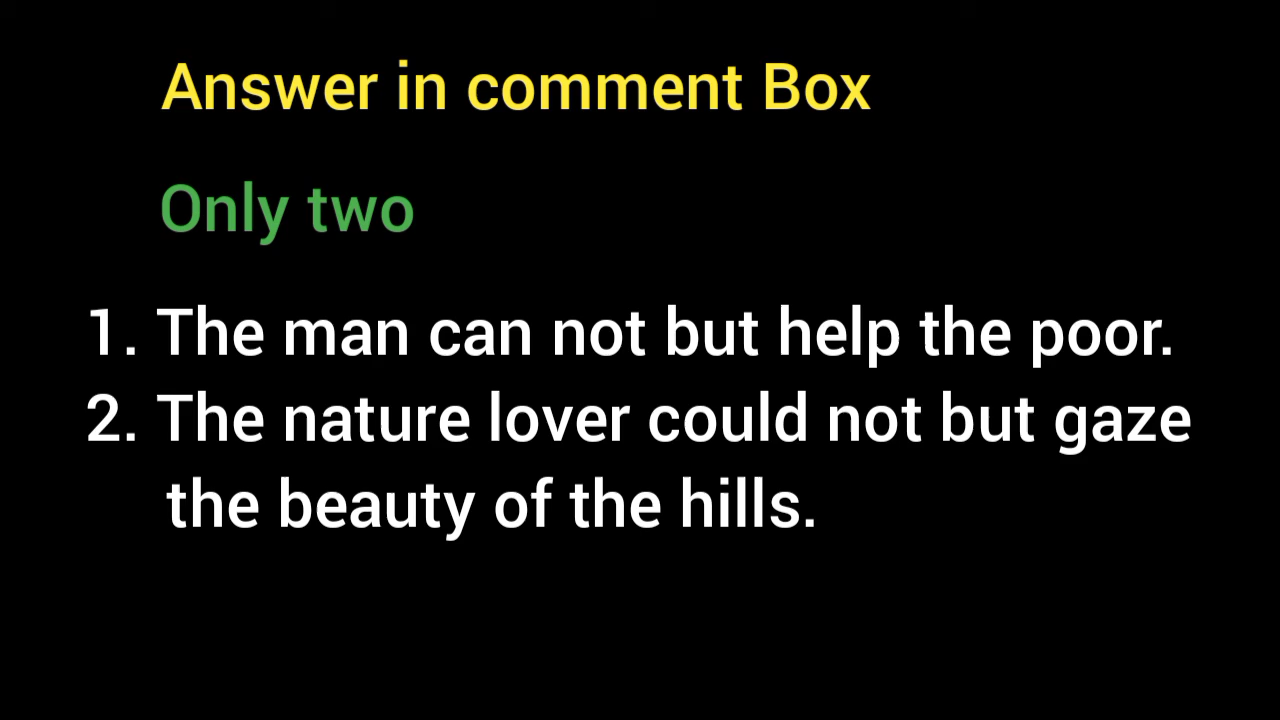 Answer in comment Box
Only two
1. The man can not but help the poor.
2. The nature lover could not but gaze
the beauty of the hills.